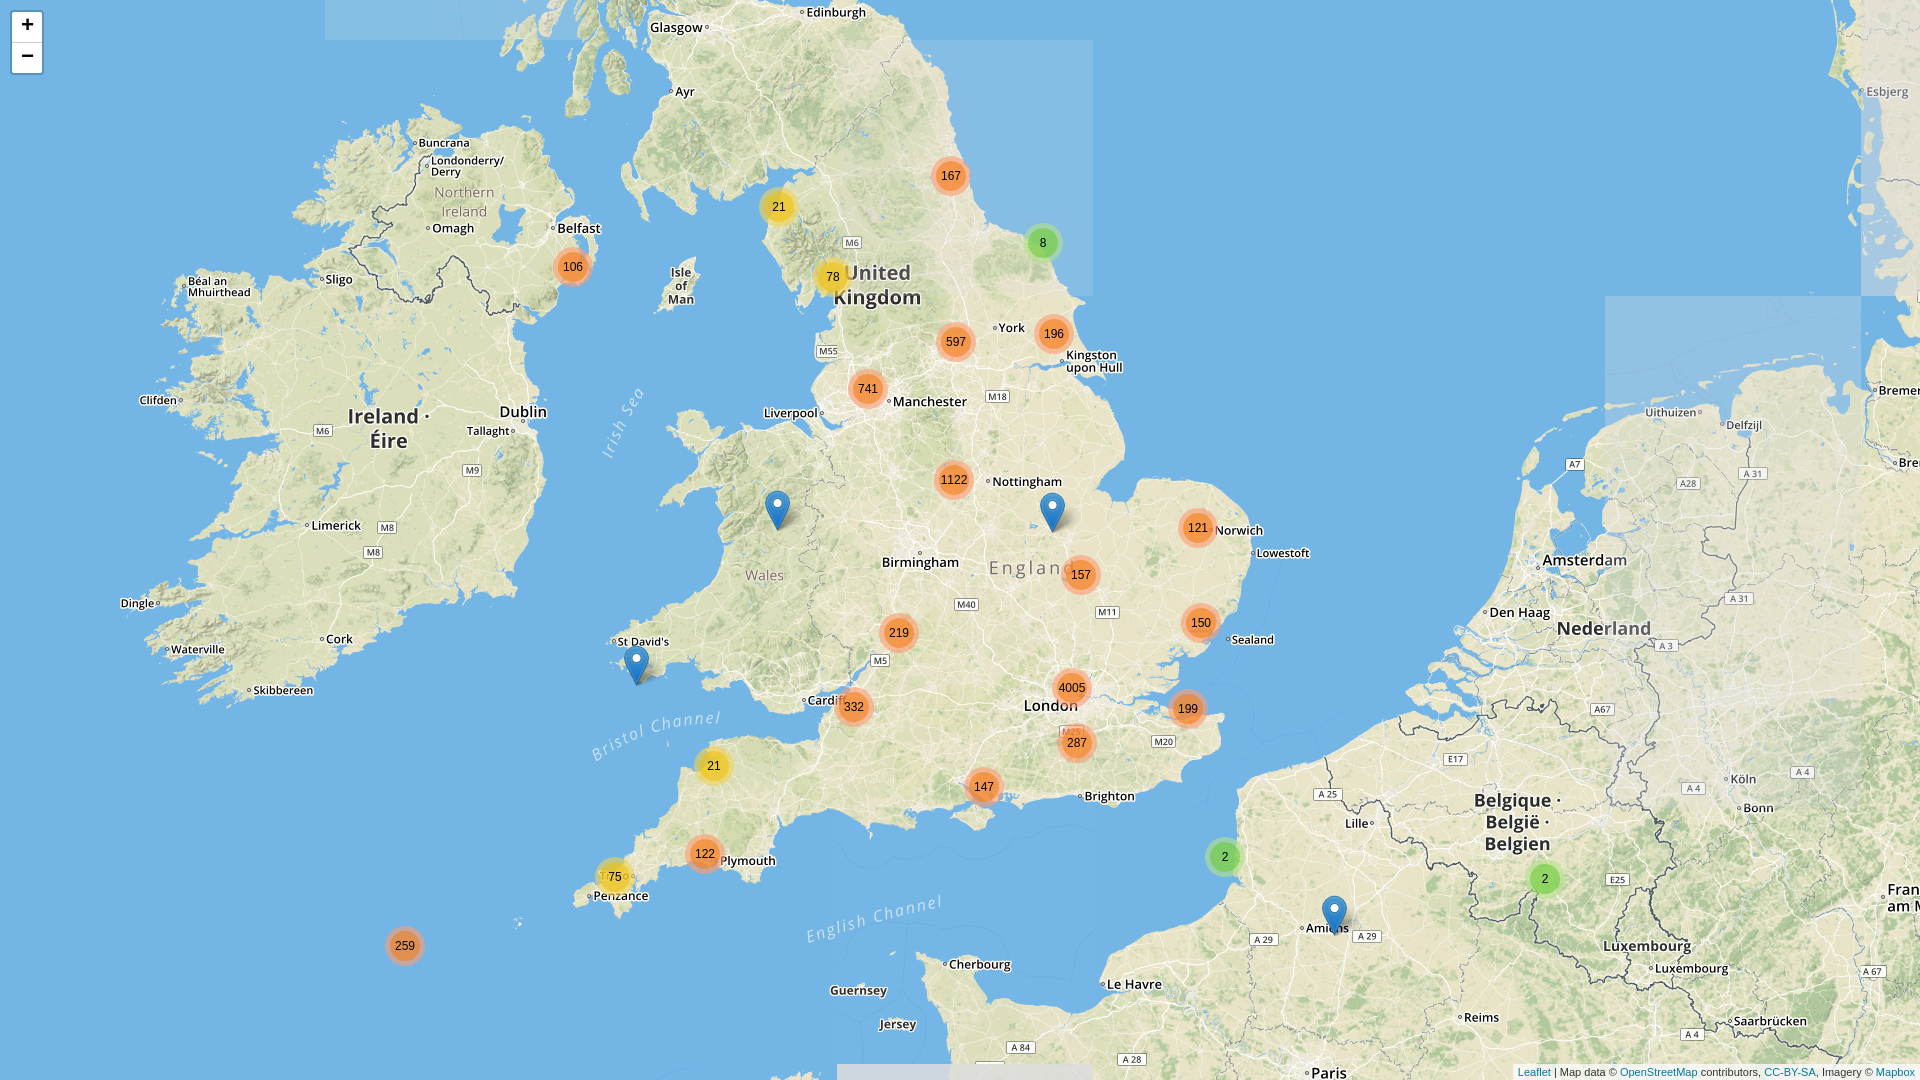 +
−
Glasgow
Edinburgh
Ayr
Esbjerg
Buncrana
Londonderry/
Derry
Northern
Ireland
Omagh
Belfast
106
167
21
8
M6
78
United
Kingdom
Isle
of
Man
Béal an
Mhuirthead
Sligo
York
196
597
M55
Kingston
upon Hull
741
Manchester
M18
Liverpool
Irish Sea
Clifden
Ireland ·
Éire
M6
Dublin
Tallaght
M9
Bremer
Uithuizen
Delfzijl
A7
A 31
A28
Bre
1122
Nottingham
Limerick
M8
M8
121
Norwich
Lowestoft
Birmingham
Wales
England
157
Amsterdam
Den Haag
Nederland
A 31
A 3
Dingle
Cork
Waterville
Skibbereen
M40
M11
219
150
Sealand
St David's
M5
4005
London
Cardiff
332
199
A67
Bristol Channel
M25
287
M20
E17
21
147
Brighton
A 25
Lille
Köln
A 4
A 4
Bonn
Belgique ·
België ·
Belgien
122
Plymouth
75
Penzance
2
2
E25
Fran
am M
259
English Channel
Amiens
A 29
A 29
Luxembourg
Luxembourg
A 67
Cherbourg
Guernsey
Jersey
Le Havre
Reims
Saarbrücken
A 4
A 84
A 28
Paris
Leaflet | Map data © OpenStreetMap contributors, CC-BY-SA, Imagery © Mapbox